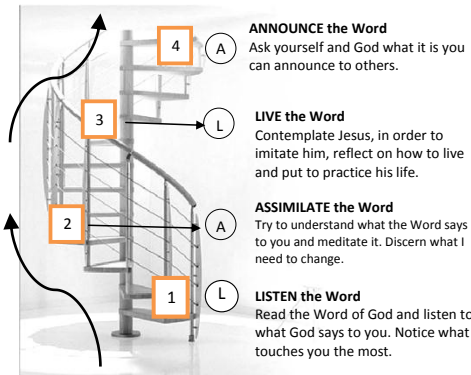 4
A
ANNOUNCE the Word
Ask yourself and God what it is you
can announce to others.
3
L
LIVE the Word
Contemplate Jesus, in order to
imitate him, reflect on how to live
and put to practice his life.
2
A
ASSIMILATE the Word
Try to understand what the Word says
to you and meditate it. Discern what I
need to change.
1
L
LISTEN the Word
Read the Word of God and listen to
what God says to you. Notice what
touches you the most.